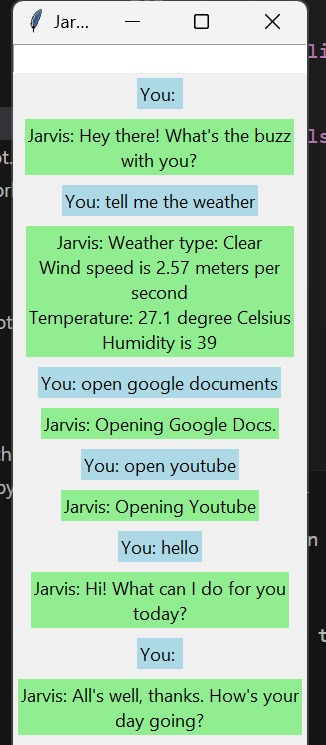 Jar...
You:
Jarvis: Hey there! What's the buzz
with you?
You: tell me the weather
Jarvis: Weather type: Clear
Wind speed is 2.57 meters per
second
Temperature: 27.1 degree Celsius
Humidity is 39
You: open google documents
Jarvis: Opening Google Docs.
You: open youtube
Jarvis: Opening Youtube
You: hello
Jarvis: Hi! What can I do for you
today?
You:
Jarvis: All's well, thanks. How's your
day going?